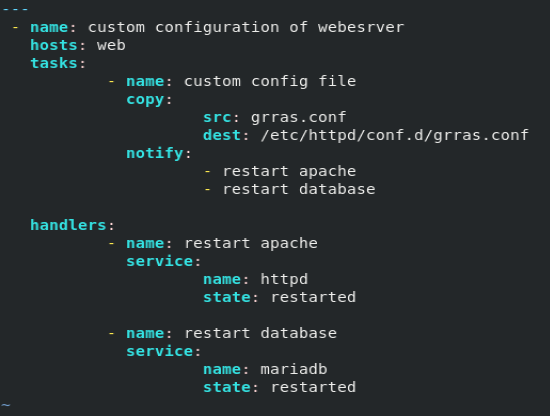 ---
 - name: custom configuration of webesrver
   hosts: web
   tasks:
           - name: custom config file
             copy:
                     src: grras.conf
                     dest: /etc/httpd/conf.d/grras.conf
             notify:
                     - restart apache
                     - restart database

   handlers:
           - name: restart apache
             service:
                     name: httpd
                     state: restarted

           - name: restart database
             service:
                     name: mariadb
                     state: restarted
~